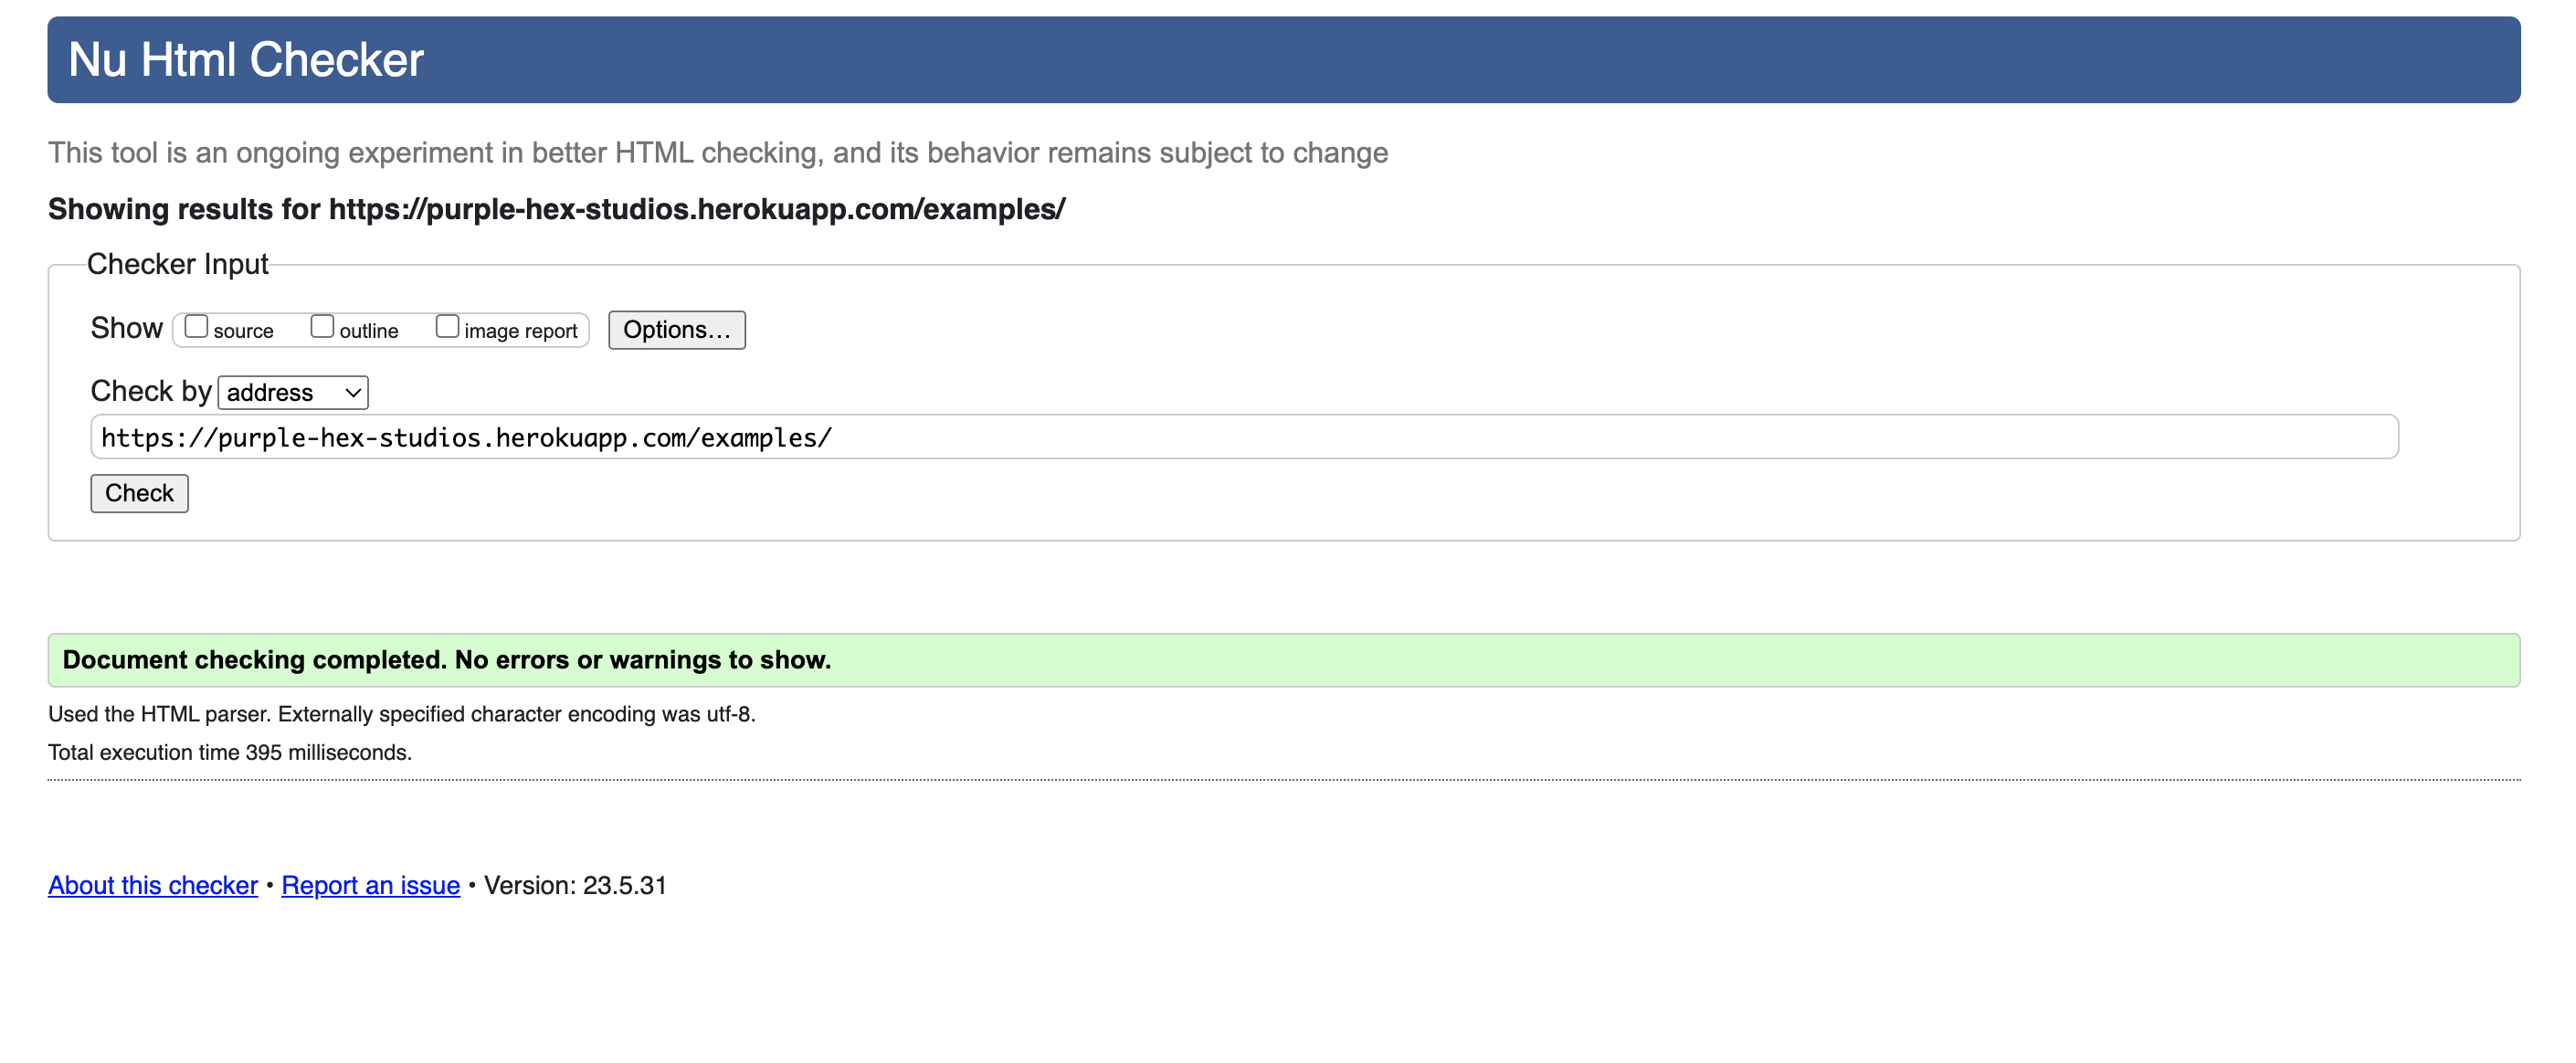 Nu Html Checker
This tool is an ongoing experiment in better HTML checking, and its behavior remains subject to change
Showing results for https://purple-hex-studios.herokuapp.com/examples/
Checker Input
Show source outline image report Options...
Check by address
https://purple-hex-studios.herokuapp.com/examples/
Check
Document checking completed. No errors or warnings to show.
Used the HTML parser. Externally specified character encoding was utf-8.
Total execution time 395 milliseconds.
About this checker • Report an issue • Version: 23.5.31